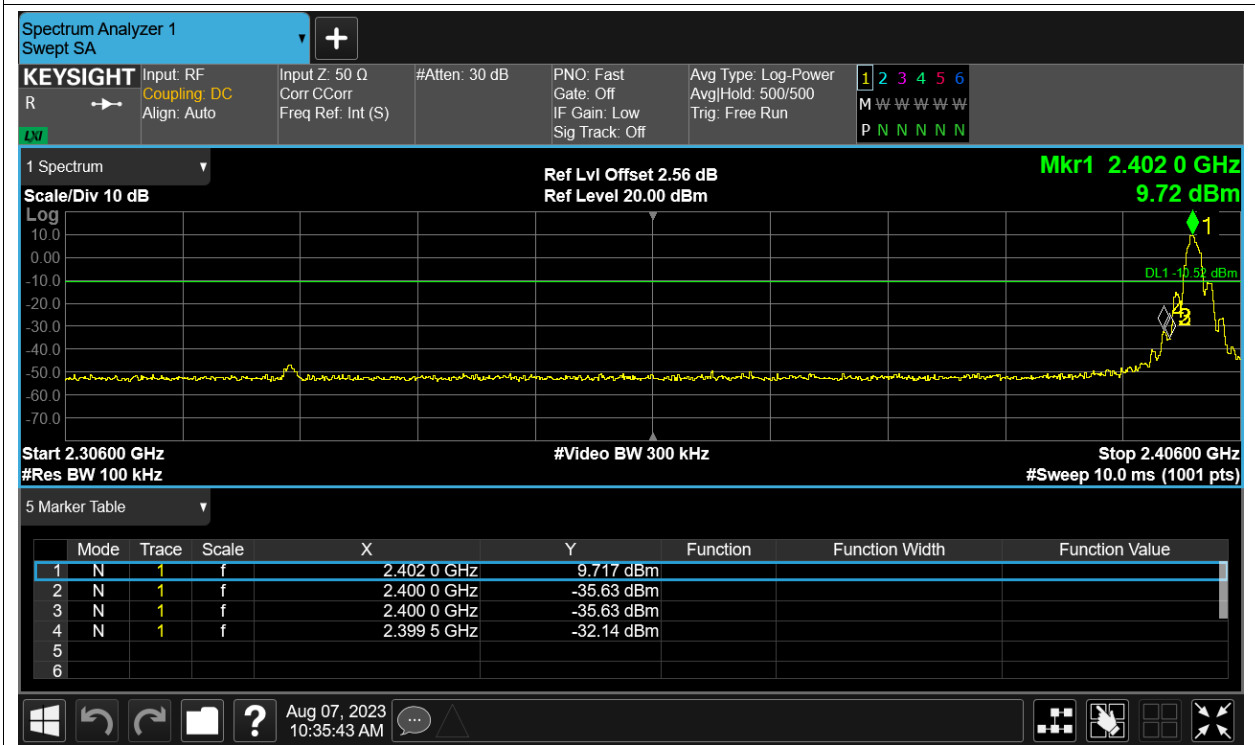 Spectrum Analyzer 1
Swept SA
+
KEYSIGHT Input: RF Input Z: 50 Ω #Atten: 30 dB PNO: Fast Avg Type: Log-Power 1 2 3 4 5 6
R Coupling: DC Corr CCorr Gate: Off Avg|Hold: 500/500 M W W W W W
Align: Auto Freq Ref: Int (S) IF Gain: Low Trig: Free Run
LXI Sig Track: Off P N N N N N
1 Spectrum Ref Lvl Offset 2.56 dB Mkr1 2.402 0 GHz
Scale/Div 10 dB Ref Level 20.00 dBm 9.72 dBm
Log
1
10.0
0.00
DL1 -10.52 dBm
-10.0
-20.0
-30.0
-40.0
-50.0
-60.0
-70.0
Start 2.30600 GHz #Video BW 300 kHz Stop 2.40600 GHz
#Res BW 100 kHz #Sweep 10.0 ms (1001 pts)
5 Marker Table
Mode Trace Scale X Y Function Function Width Function Value
1 N 1 f 2.402 0 GHz 9.717 dBm
2 N 1 f 2.400 0 GHz -35.63 dBm
3 N 1 f 2.400 0 GHz -35.63 dBm
4 N 1 f 2.399 5 GHz -32.14 dBm
5
6
? Aug 07, 2023
10:35:43 AM